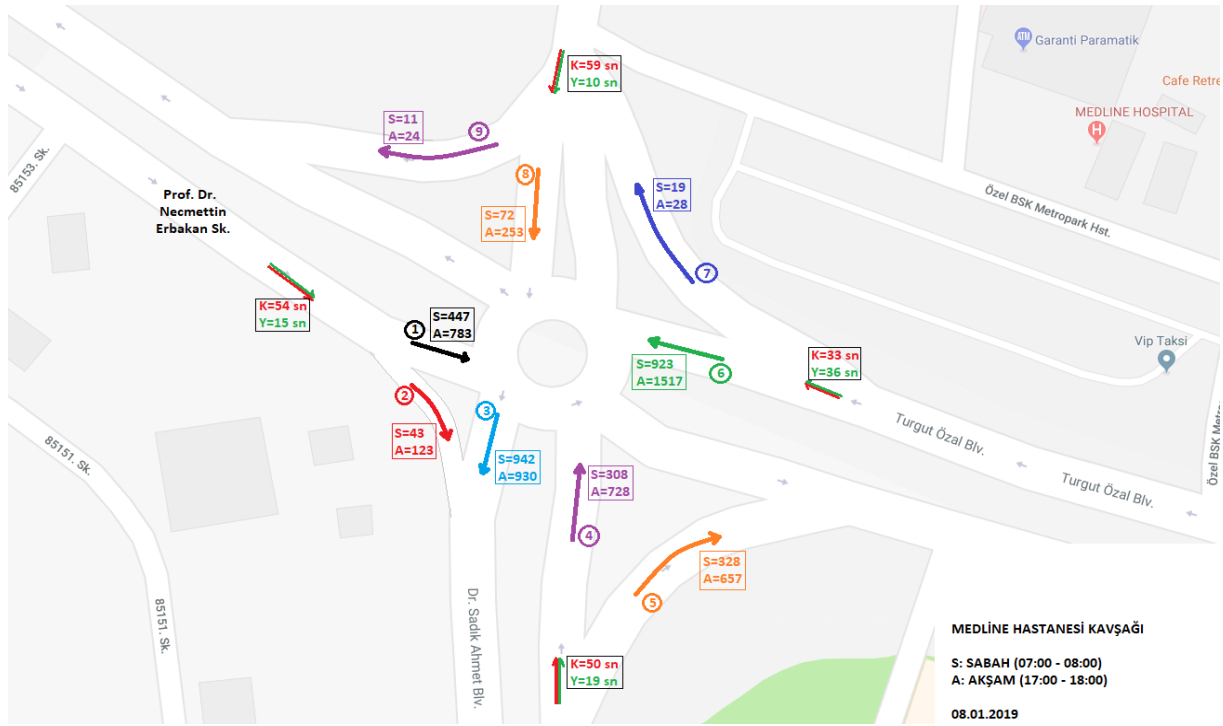 K=59 sn
Y=10 sn
ATM
Garanti Paramatik
Cafe Retre
MEDLINE HOSPITAL
H
S=11
A=24
9
85153. Sk.
8
Prof. Dr.
Necmettin
Erbakan Sk.
S=19
A=28
Özel BSK Metropark Hst.
S=72
A=253
7
K=54 sn
Y=15 sn
1
S=447
A=783
Vip Taksi
S=923
A=1517
6
K=33 sn
Y=36 sn
2
3
Turgut Özal Blv.
S=43
A=123
S=942
A=930
85151. Sk.
S=308
A=728
Turgut Özal Blv.
Özel BSK Metro
4
S=328
A=657
5
85151. Sk.
Dr. Sadık Ahmet Blv.
K=50 sn
Y=19 sn
MEDLİNE HASTANESİ KAVŞAĞI
S: SABAH (07:00 - 08:00)
A: AKŞAM (17:00 - 18:00)
08.01.2019